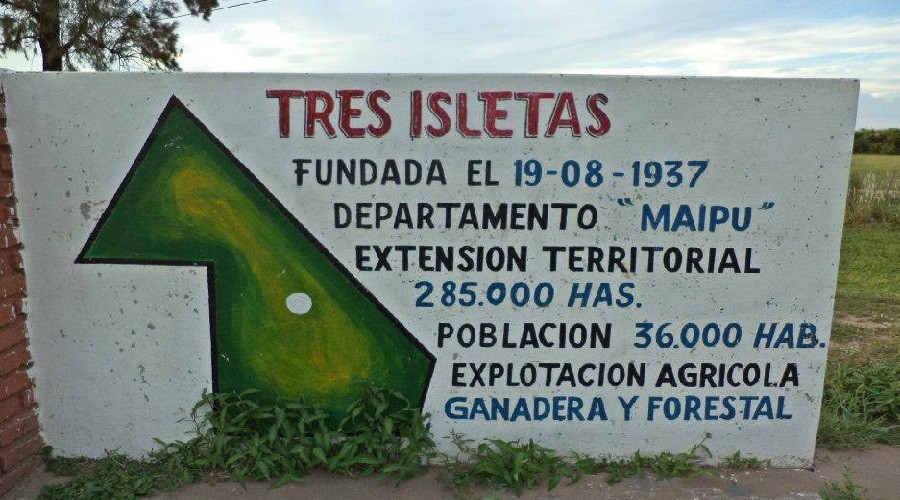 TRES ISLETAS
FUNDADA EL 19-08-1937
DEPARTAMENTO "MAIPU"
EXTENSION TERRITORIAL
285.000 HAS.
POBLACION 36.000 HAB.
EXPLOTACION AGRICOLA
GANADERA Y FORESTAL